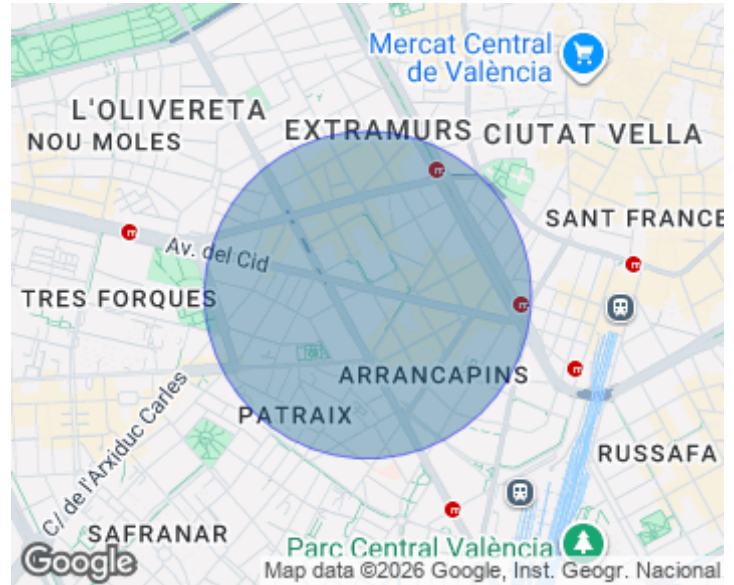 Mercat Central
de València
L'OLIVERETA
NOU MOLES
EXTRAMURS
CIUTAT VELLA
SANT FRANCE
Av. del Cid
TRES FORQUES
ARRANCAPINS
PATRAIX
C/ de l'Arxiduc Carles
RUSSAFA
SAFRANAR
Parc Central València
Google
Map data ©2026 Google, Inst. Geogr. Nacional